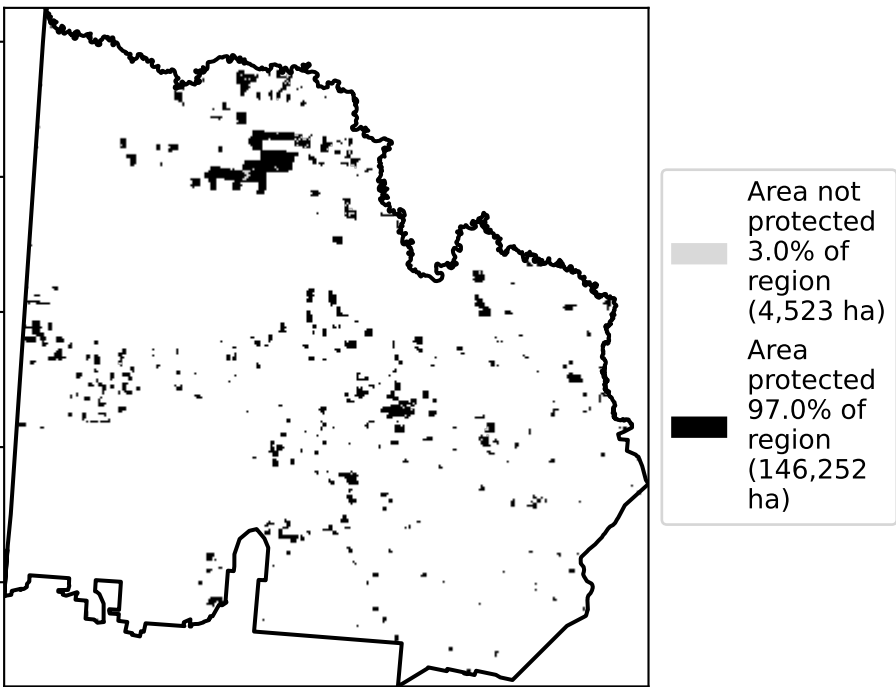 Area not
protected
3.0% of
region
(4,523 ha)
Area
protected
97.0% of
region
(146,252
ha)